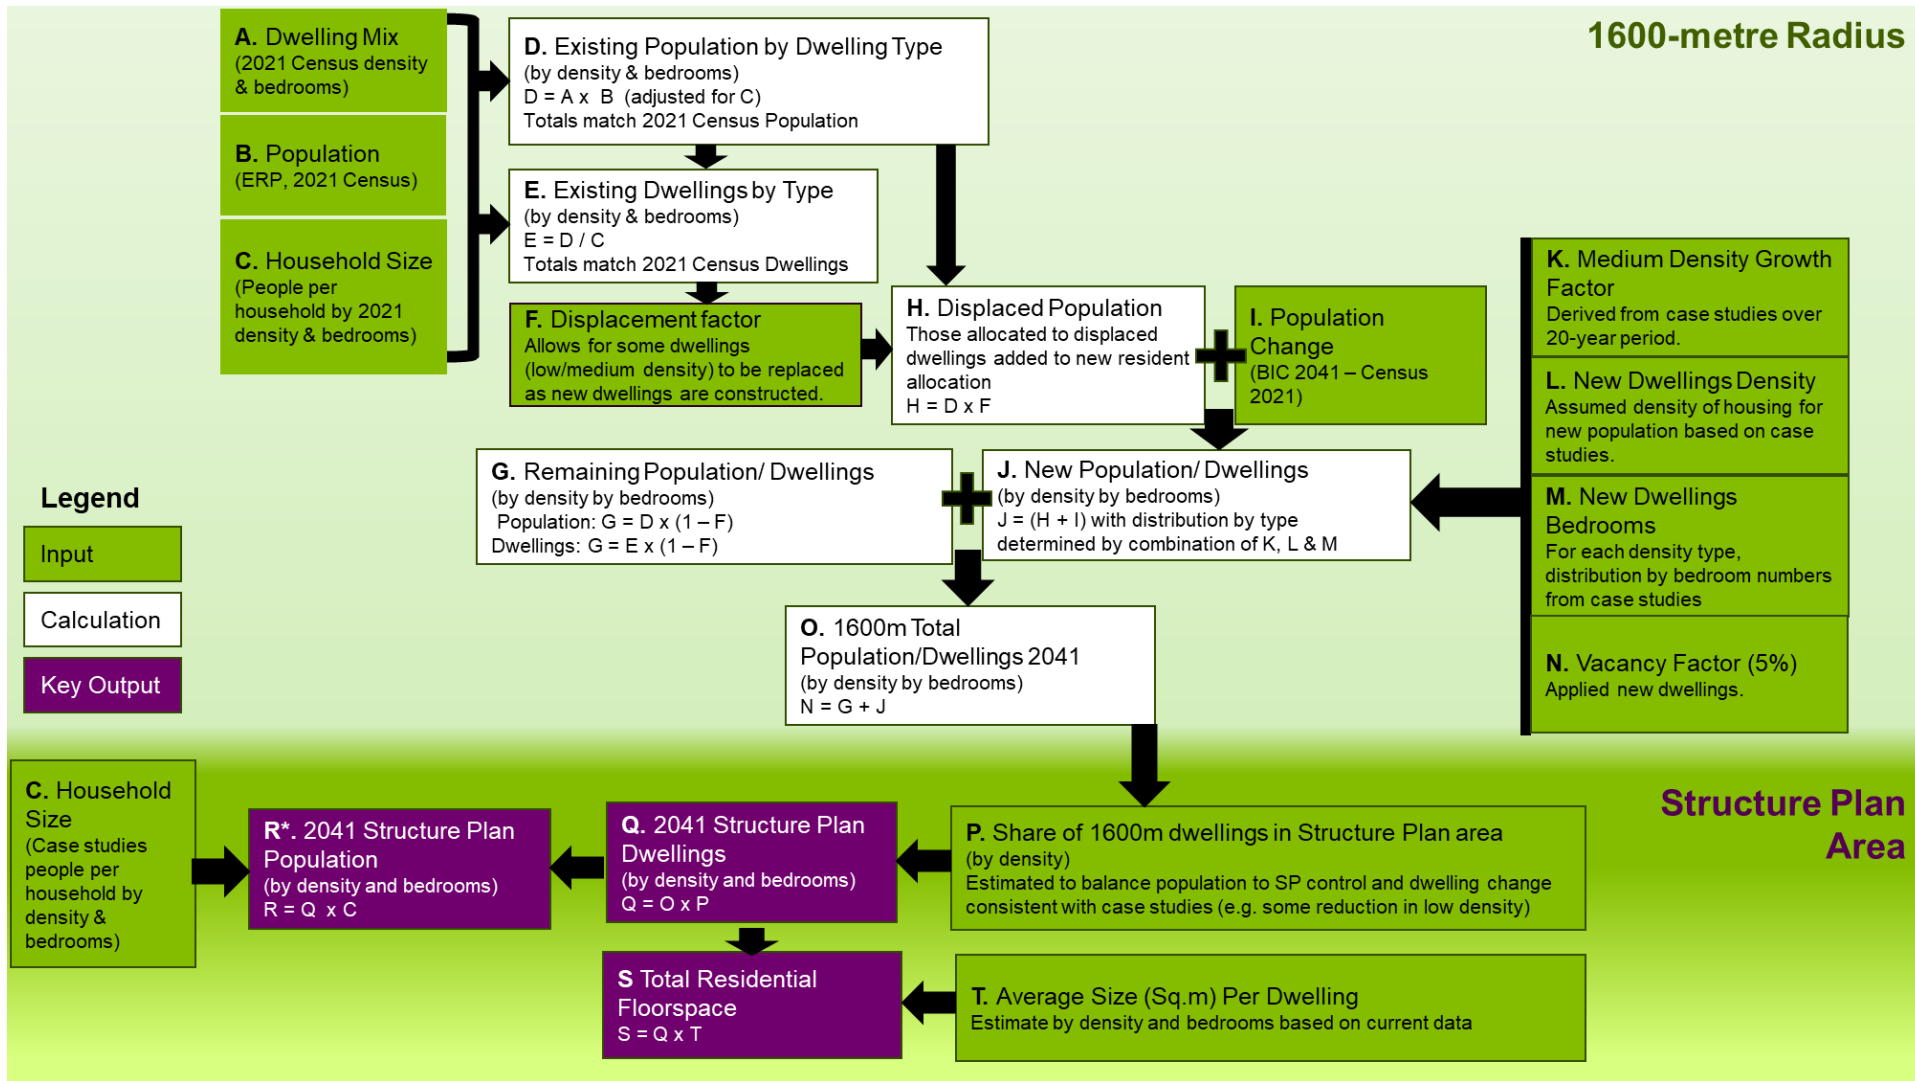 1600-metre Radius
A. Dwelling Mix
(2021 Census density
& bedrooms)
B. Population
(ERP, 2021 Census)
C. Household Size
(People per
household by 2021
density & bedrooms)
D. Existing Population by Dwelling Type
(by density & bedrooms)
D = A x B (adjusted for C)
Totals match 2021 Census Population
E. Existing Dwellings by Type
(by density & bedrooms)
E = D / C
Totals match 2021 Census Dwellings
F. Displacement factor
Allows for some dwellings
(low/medium density) to be replaced
as new dwellings are constructed.
H. Displaced Population
Those allocated to displaced
dwellings added to new resident
allocation
H = D x F
I. Population
Change
(BIC 2041 – Census
2021)
K. Medium Density Growth
Factor
Derived from case studies over
20-year period.
L. New Dwellings Density
Assumed density of housing for
new population based on case
studies.
M. New Dwellings
Bedrooms
For each density type,
distribution by bedroom numbers
from case studies
N. Vacancy Factor (5%)
Applied new dwellings.
G. Remaining Population/ Dwellings
(by density by bedrooms)
Population: G = D x (1 – F)
Dwellings: G = E x (1 – F)
J. New Population/ Dwellings
(by density by bedrooms)
J = (H + I) with distribution by type
determined by combination of K, L & M
Legend
Input
Calculation
Key Output
O. 1600m Total
Population/Dwellings 2041
(by density by bedrooms)
N = G + J
Structure Plan
Area
C. Household
Size
(Case studies
people per
household by
density &
bedrooms)
R*. 2041 Structure Plan
Population
(by density and bedrooms)
R = Q x C
Q. 2041 Structure Plan
Dwellings
(by density and bedrooms)
Q = O x P
P. Share of 1600m dwellings in Structure Plan area
(by density)
Estimated to balance population to SP control and dwelling change
consistent with case studies (e.g. some reduction in low density)
S Total Residential
Floorspace
S = Q x T
T. Average Size (Sq.m) Per Dwelling
Estimate by density and bedrooms based on current data